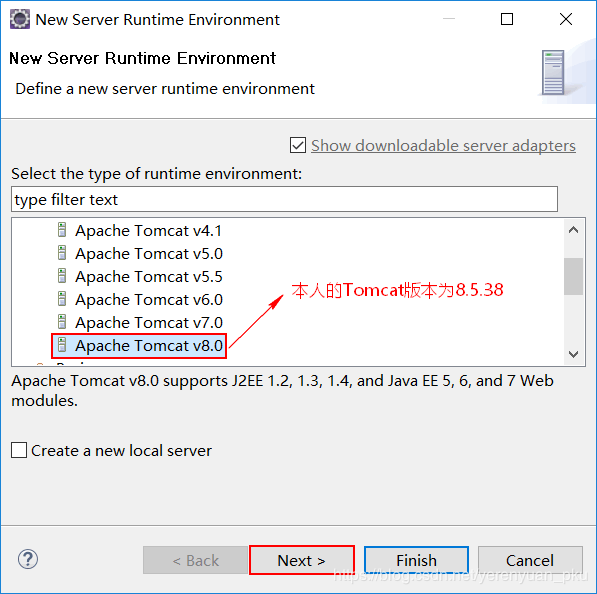 New Server Runtime Environment
New Server Runtime Environment
Define a new server runtime environment
Show downloadable server adapters
Select the type of runtime environment:
type filter text
Apache Tomcat v4.1
Apache Tomcat v5.0
Apache Tomcat v5.5
Apache Tomcat v6.0
Apache Tomcat v7.0
Apache Tomcat v8.0
本人的Tomcat版本为8.5.38
Apache Tomcat v8.0 supports J2EE 1.2, 1.3, 1.4, and Java EE 5, 6, and 7 Web
modules.
Create a new local server
< Back
Next >
Finish
Cancel
https://blog.csdn.net/yerenyuan_pku